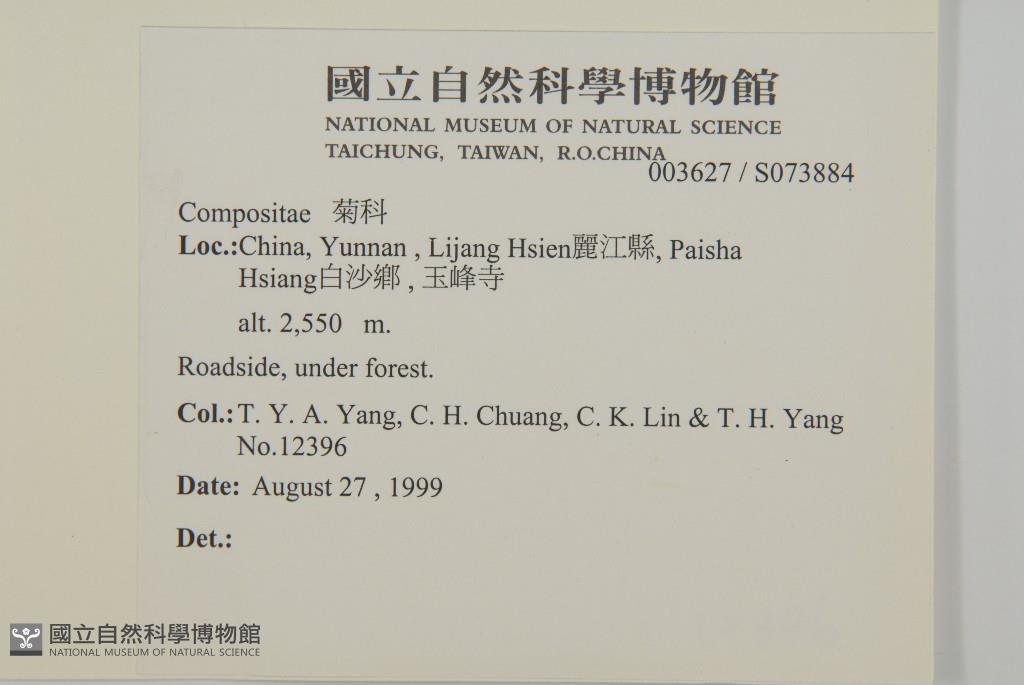 國立自然科學博物館
NATIONAL MUSEUM OF NATURAL SCIENCE
TAICHUNG, TAIWAN, R.O.CHINA
003627 / S073884
Compositae 菊科
Loc.:China, Yunnan , Lijang Hsien麗江縣, Paisha
Hsiang白沙鄉 , 玉峰寺
alt. 2,550 m.
Roadside, under forest.
Col.:T. Y. A. Yang, C. H. Chuang, C. K. Lin & T. H. Yang
No.12396
Date: August 27 , 1999
Det.:
國立自然科學博物館
NATIONAL MUSEUM OF NATURAL SCIENCE